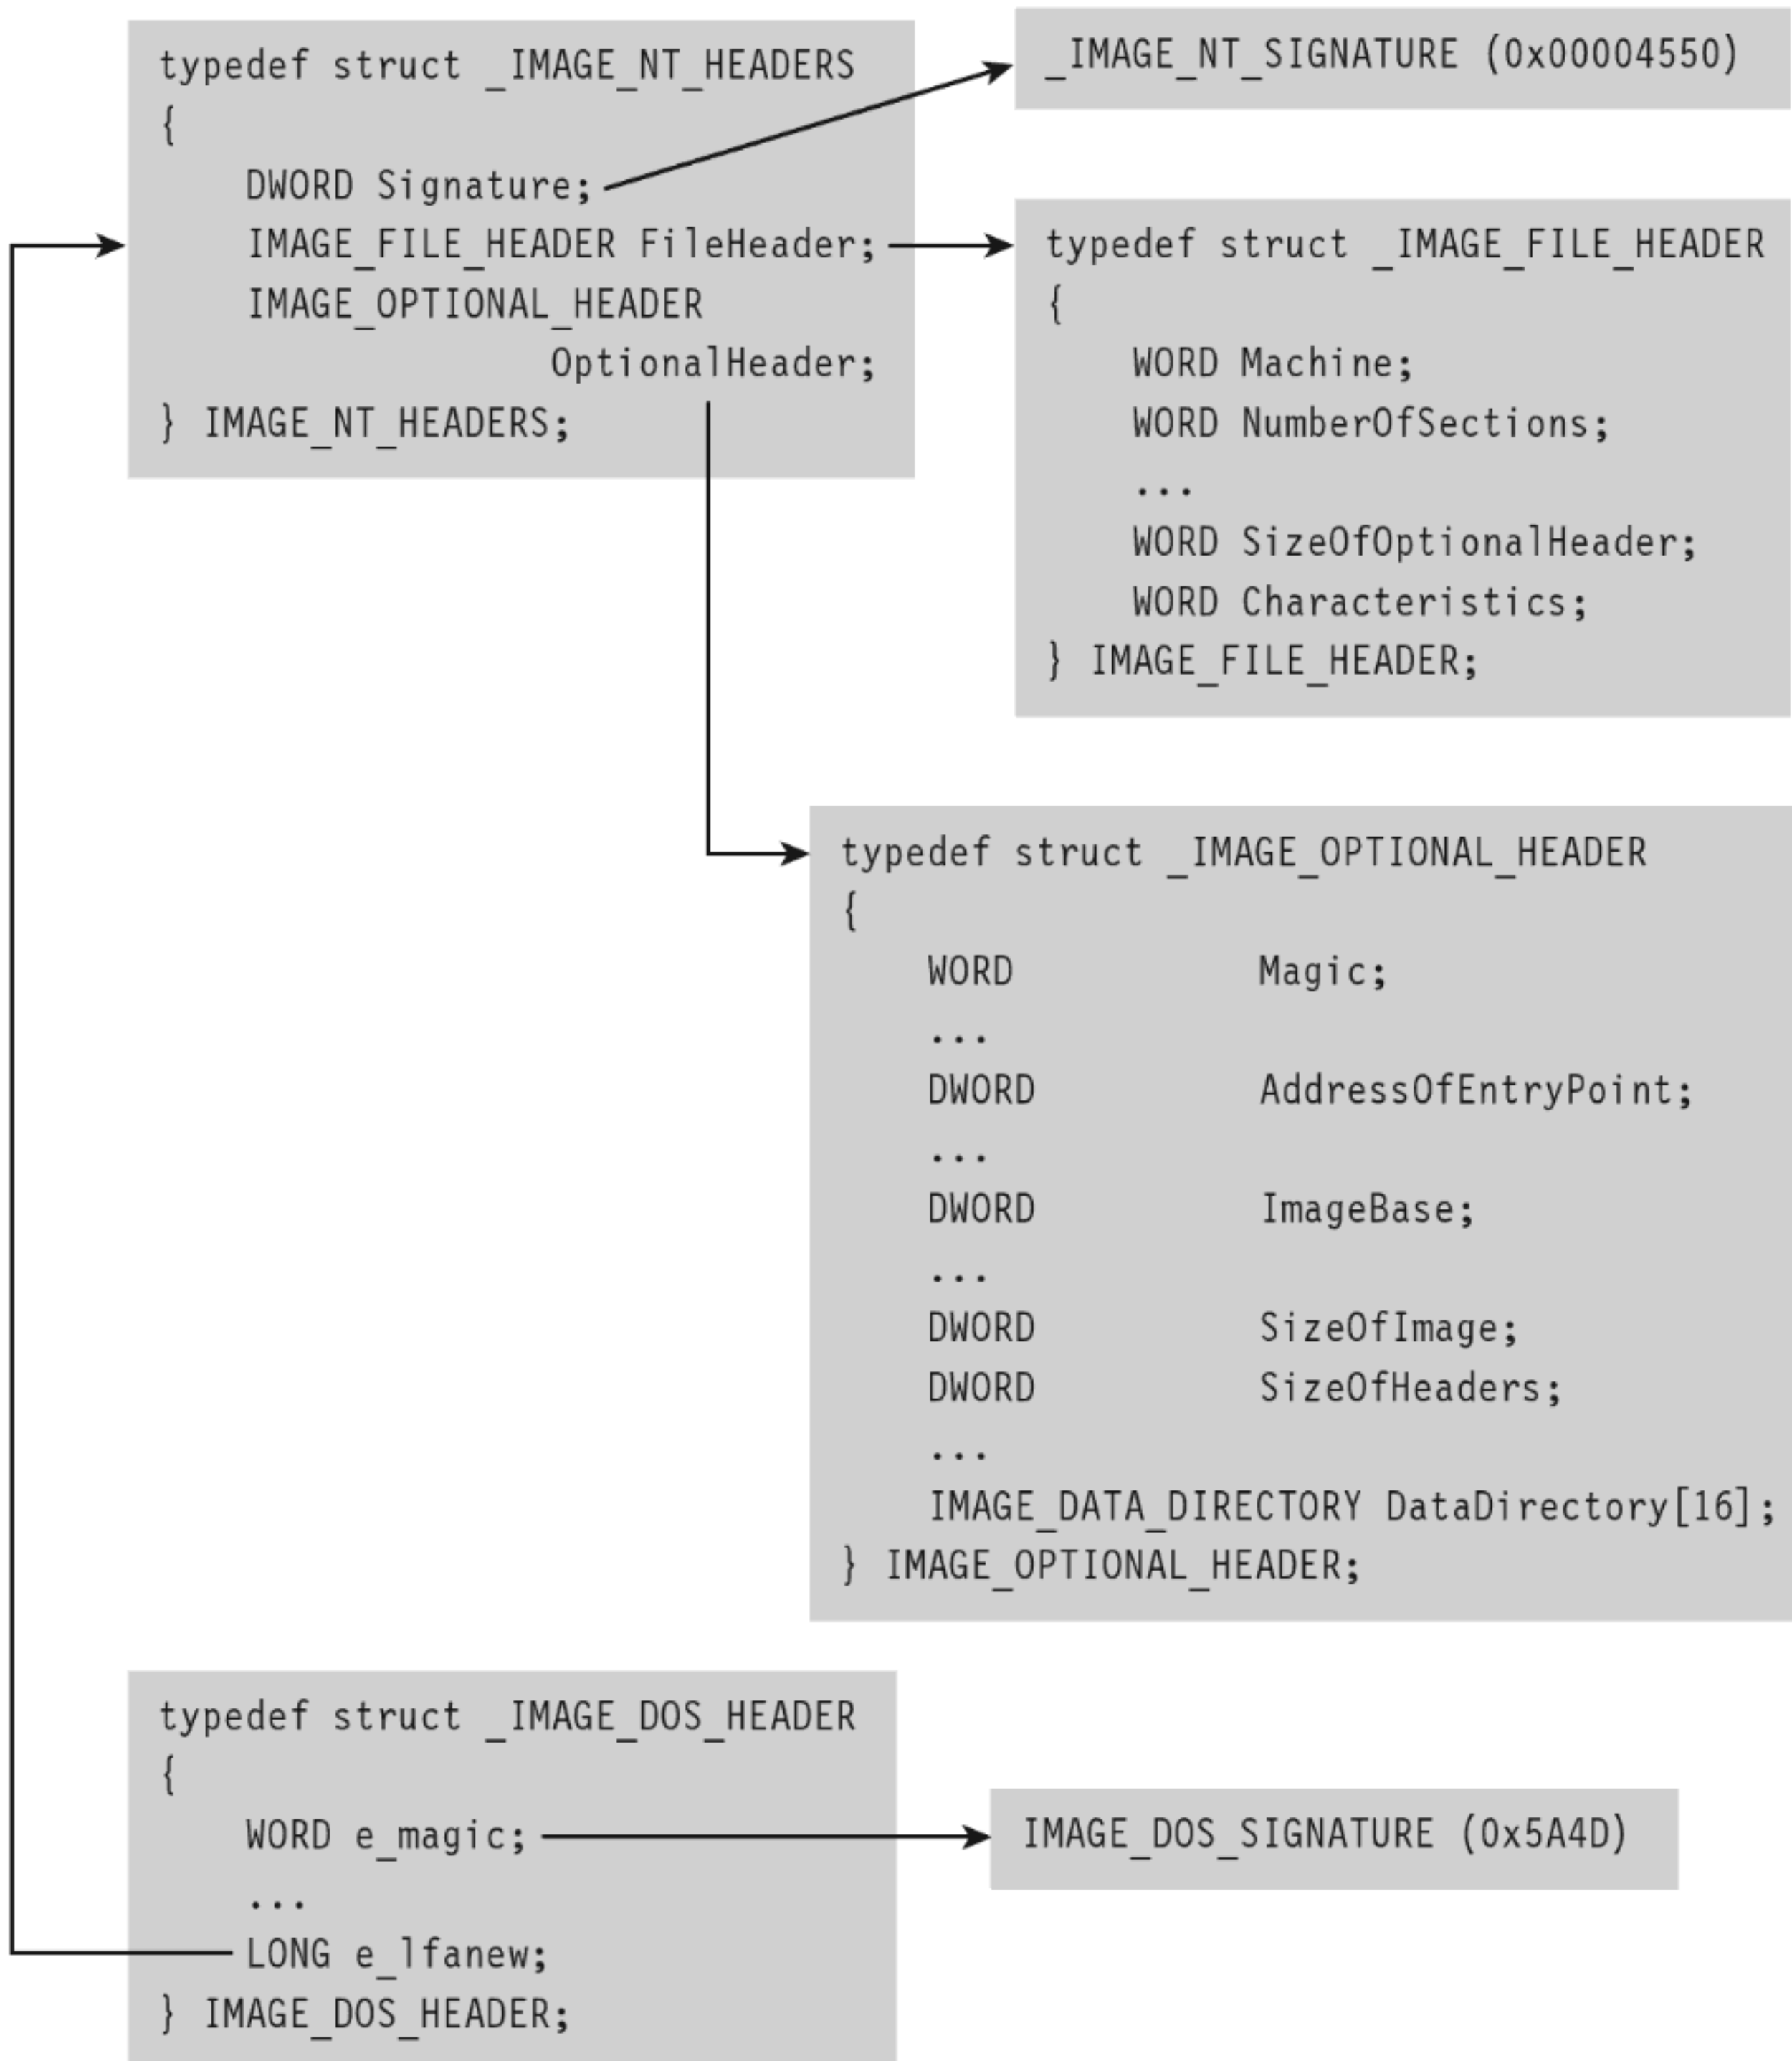 typedef struct _IMAGE_NT_HEADERS
{
DWORD Signature;
IMAGE_FILE_HEADER FileHeader;
IMAGE_OPTIONAL_HEADER
OptionalHeader;
} IMAGE_NT_HEADERS;
_IMAGE_NT_SIGNATURE (0x00004550)
typedef struct _IMAGE_FILE_HEADER
{
WORD Machine;
WORD NumberOfSections;
...
WORD SizeOfOptionalHeader;
WORD Characteristics;
} IMAGE_FILE_HEADER;
typedef struct _IMAGE_OPTIONAL_HEADER
{
WORD Magic;
...
DWORD AddressOfEntryPoint;
...
DWORD ImageBase;
...
DWORD SizeOfImage;
DWORD SizeOfHeaders;
...
IMAGE_DATA_DIRECTORY DataDirectory[16];
} IMAGE_OPTIONAL_HEADER;
typedef struct _IMAGE_DOS_HEADER
{
WORD e_magic;
...
LONG e_lfanew;
} IMAGE_DOS_HEADER;
IMAGE_DOS_SIGNATURE (0x5A4D)